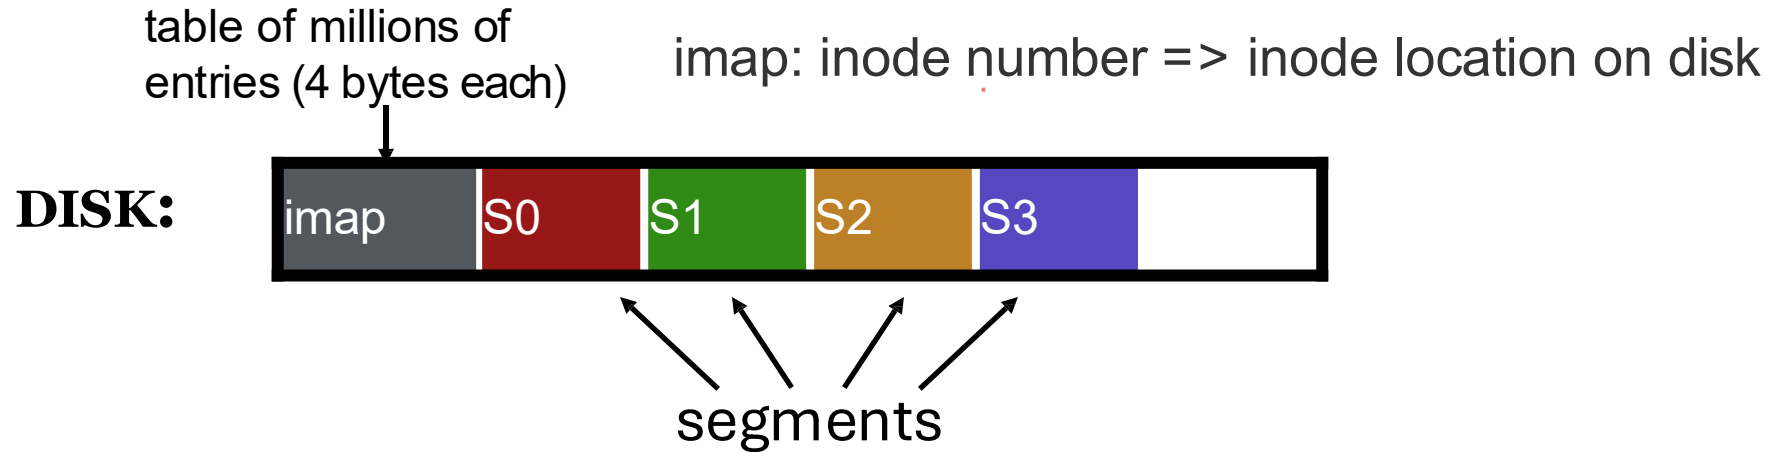 table of millions of
entries (4 bytes each)
imap: inode number => inode location on disk
DISK:
imap
S0
S1
S2
S3
segments